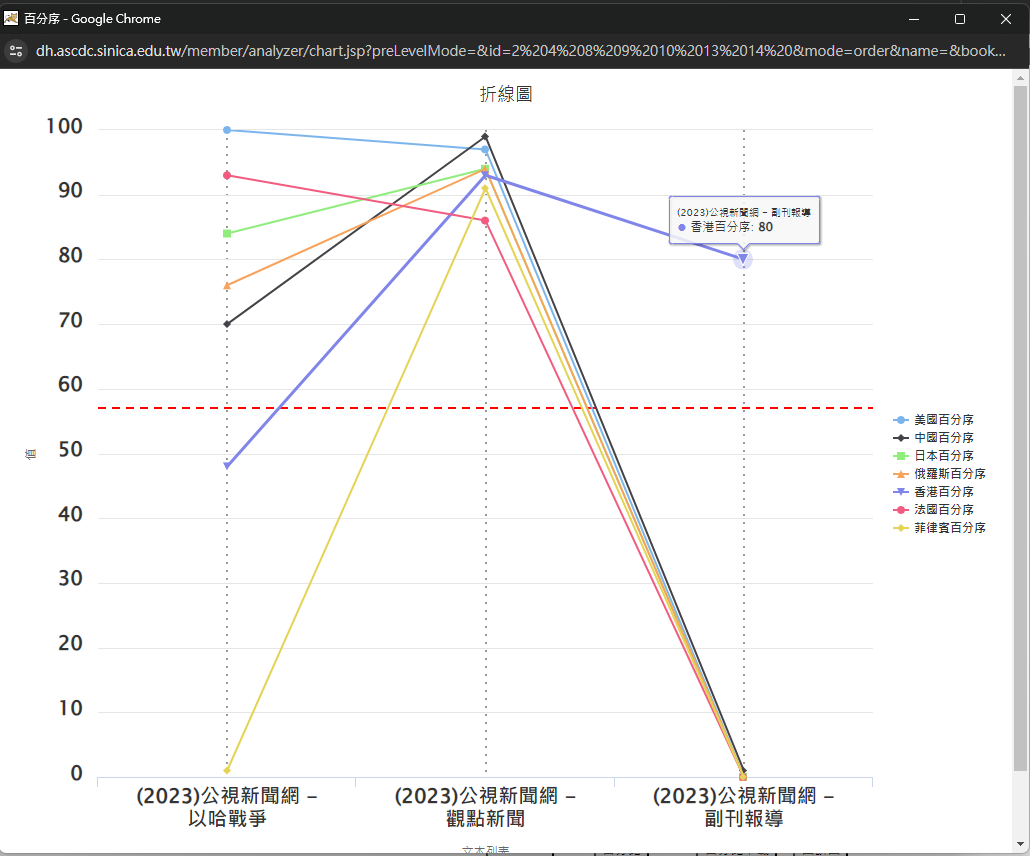 百分序 - Google Chrome
dh.ascdc.sinica.edu.tw/member/analyzer/chart.jsp?preLevelMode=&id=2%204%208%209%2010%2013%2014%20&mode=order&name=&book...
折線圖
100
90
80
70
60
50
40
30
20
10
0
值
(2023)公視新聞網 – 副刊報導
香港百分序: 80
美國百分序
中國百分序
日本百分序
俄羅斯百分序
香港百分序
法國百分序
菲律賓百分序
(2023)公視新聞網 –
以哈戰爭
(2023)公視新聞網 –
觀點新聞
(2023)公視新聞網 –
副刊報導
文本列表